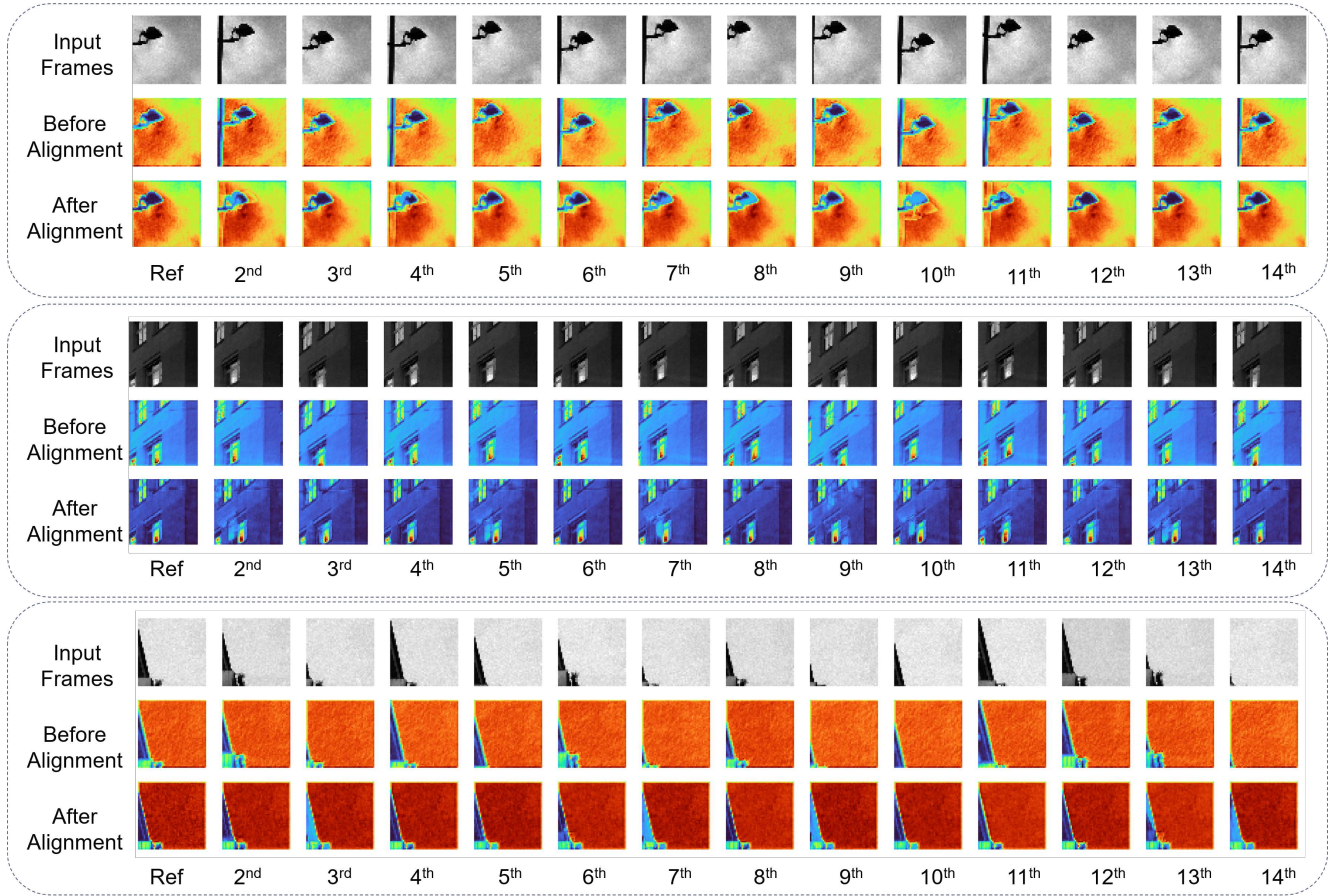 Input
Frames
Before
Alignment
After
Alignment
Ref 2nd 3rd 4th 5th 6th 7th 8th 9th 10th 11th 12th 13th 14th
Input
Frames
Before
Alignment
After
Alignment
Ref 2nd 3rd 4th 5th 6th 7th 8th 9th 10th 11th 12th 13th 14th
Input
Frames
Before
Alignment
After
Alignment
Ref 2nd 3rd 4th 5th 6th 7th 8th 9th 10th 11th 12th 13th 14th